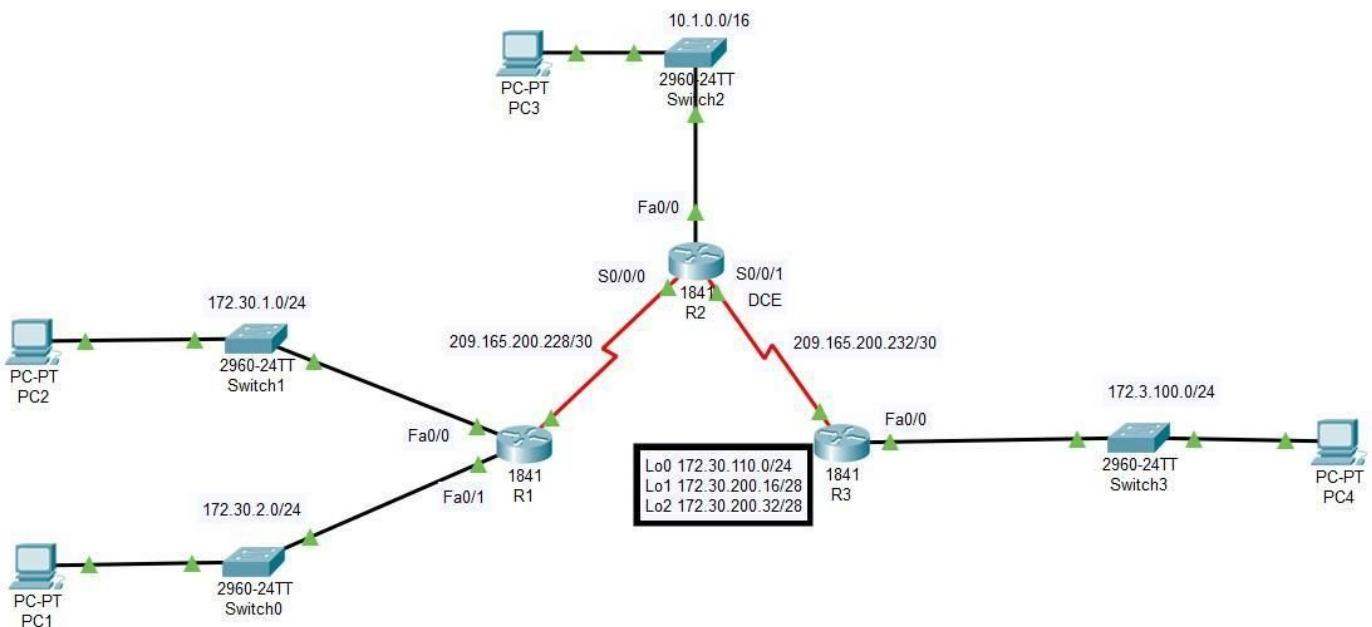 10.1.0.0/16
PC-PT
PC3
2960-24TT
Switch2
Fa0/0
S0/0/0
S0/0/1
DCE
1841
R2
172.30.1.0/24
209.165.200.228/30
209.165.200.232/30
PC-PT
PC2
2960-24TT
Switch1
172.3.100.0/24
Fa0/0
Fa0/0
Lo0 172.30.110.0/24
Lo1 172.30.200.16/28
Lo2 172.30.200.32/28
1841
R1
1841
R3
2960-24TT
Switch3
PC-PT
PC4
Fa0/1
172.30.2.0/24
PC-PT
PC1
2960-24TT
Switch0